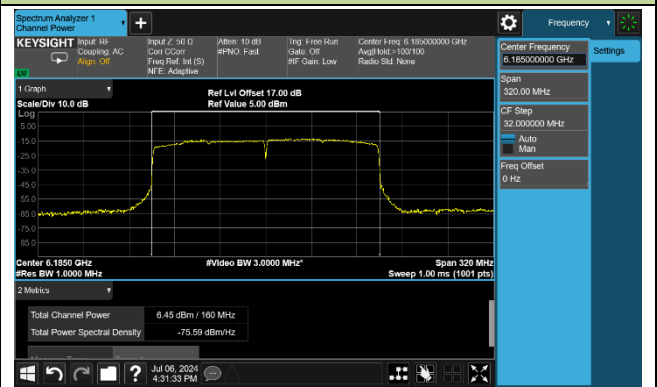 Spectrum Analyzer 1
Channel Power
Frequency
KEYSIGHT
Input: RF
Coupling: AC
Align: Off
Input Z: 50 Ω
Corr CCorr
Freq Ref: Int (S)
NFE: Adaptive
Atten: 10 dB
#PNO: Fast
Trig: Free Run
Gate: Off
#IF Gain: Low
Center Freq: 6.185000000 GHz
Avg|Hold:>100/100
Radio Std: None
Center Frequency
6.185000000 GHz
Settings
Span
320.00 MHz
CF Step
32.000000 MHz
Auto
Man
Freq Offset
0 Hz
1 Graph
Scale/Div 10.0 dB
Ref Lvl Offset 17.00 dB
Ref Value 5.00 dBm
Log
-5.00
-15.0
-25.0
-35.0
-45.0
-55.0
-65.0
-75.0
-85.0
Center 6.1850 GHz
#Res BW 1.0000 MHz
#Video BW 3.0000 MHz*
Span 320 MHz
Sweep 1.00 ms (1001 pts)
2 Metrics
Total Channel Power 6.45 dBm / 160 MHz
Total Power Spectral Density -75.59 dBm/Hz
Jul 06, 2024
4:31:33 PM